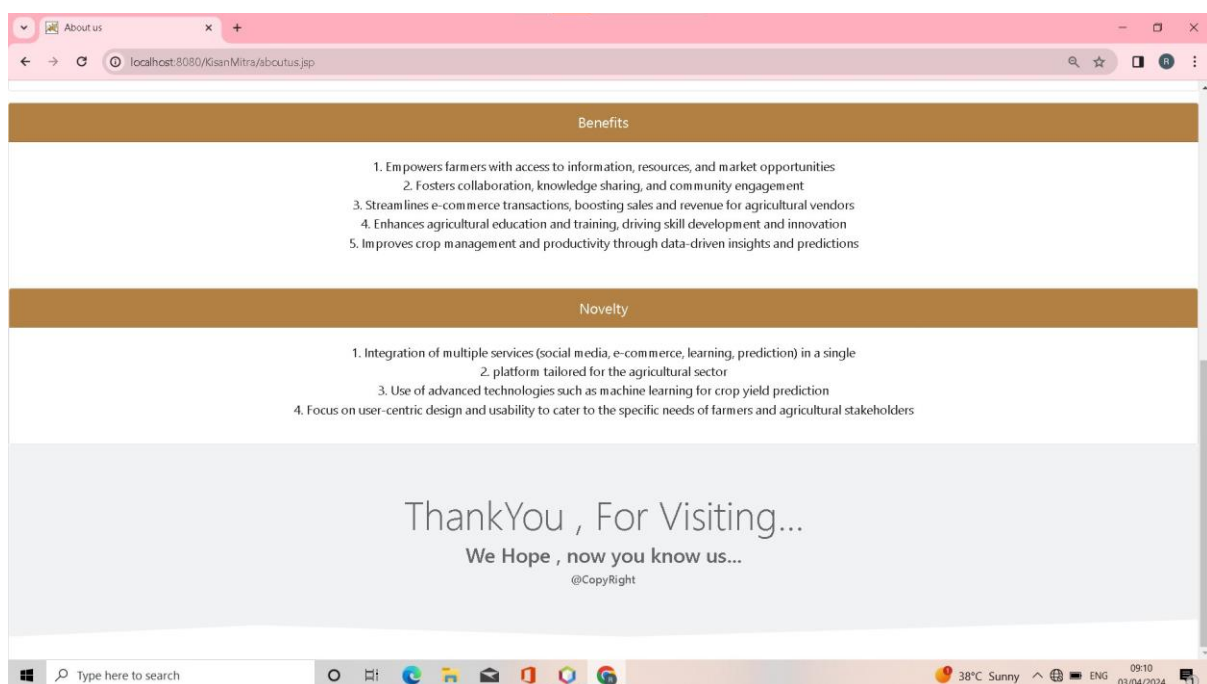 About us
localhost:8080/KisanMitra/aboutus.jsp
R
Benefits
1. Empowers farmers with access to information, resources, and market opportunities
2. Fosters collaboration, knowledge sharing, and community engagement
3. Streamlines e-commerce transactions, boosting sales and revenue for agricultural vendors
4. Enhances agricultural education and training, driving skill development and innovation
5. Improves crop management and productivity through data-driven insights and predictions
Novelty
1. Integration of multiple services (social media, e-commerce, learning, prediction) in a single
2. platform tailored for the agricultural sector
3. Use of advanced technologies such as machine learning for crop yield prediction
4. Focus on user-centric design and usability to cater to the specific needs of farmers and agricultural stakeholders
ThankYou , For Visiting...
We Hope , now you know us...
@CopyRight
Type here to search
38°C Sunny
ENG
09:10
03/04/2024